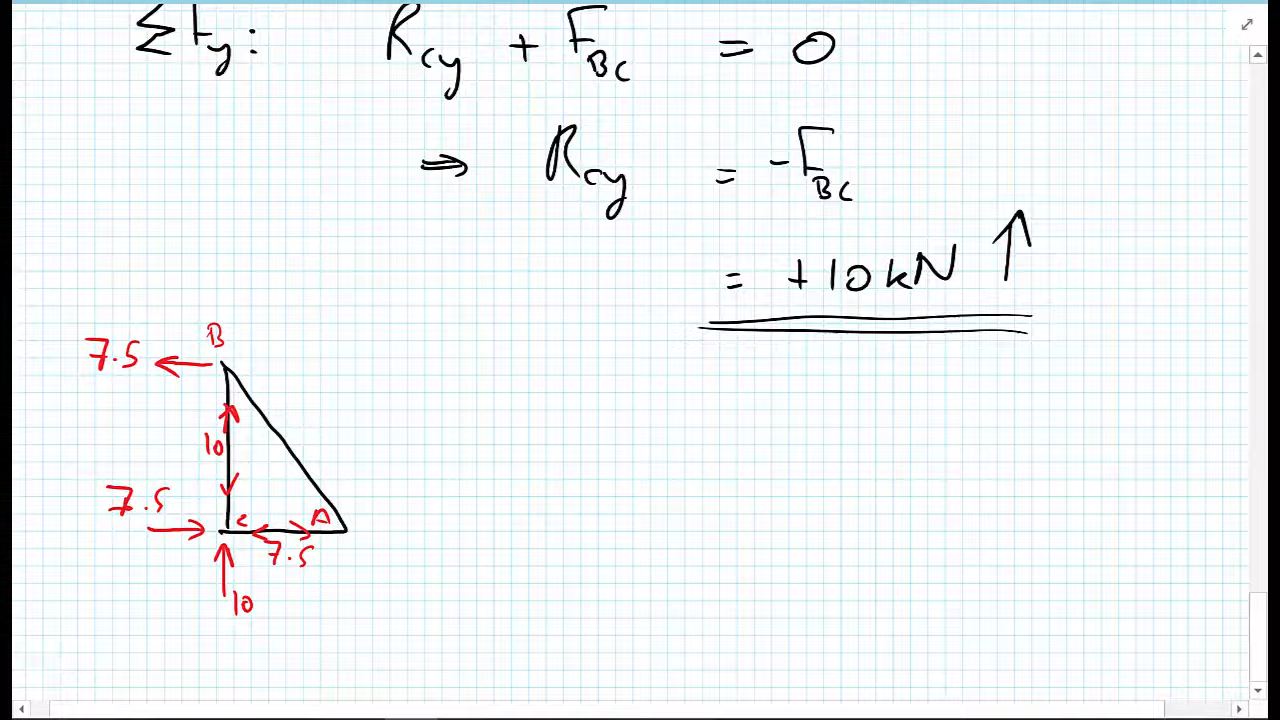 ΣFy: Rcy + FBC = 0
⇒ Rcy = -FBC
= +10kN ↑
B
7.5
10
7.5
C
A
7.5
10